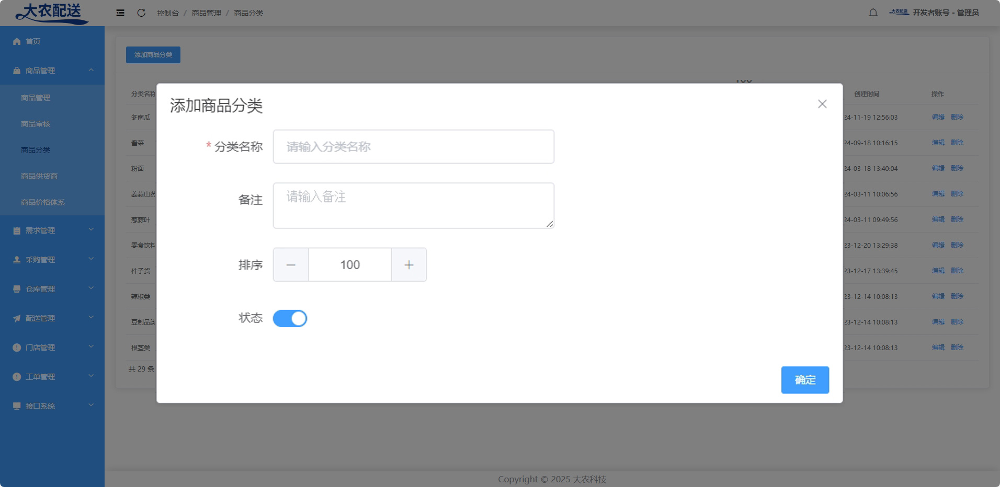 大农配送
控制台 / 商品管理 / 商品分类
大农配送 开发者账号 - 管理员
首页
商品管理
商品管理
商品审核
商品分类
商品供货商
商品价格体系
需求管理
采购管理
仓库管理
配送管理
门店管理
工单管理
接口系统
添加商品分类
分类名称 创建时间 操作
冬南瓜 24-11-19 12:56:03 编辑 删除
酱菜 24-09-18 10:16:15 编辑 删除
粉面 24-03-18 13:40:04 编辑 删除
姜蒜山药 24-03-11 10:06:56 编辑 删除
葱蒜叶 24-03-11 09:49:56 编辑 删除
零食饮料 23-12-20 13:29:38 编辑 删除
件子货 23-12-17 13:39:45 编辑 删除
辣椒类 23-12-14 10:08:13 编辑 删除
豆制品类 23-12-14 10:08:13 编辑 删除
根茎类 23-12-14 10:08:13 编辑 删除
共 29 条
添加商品分类
* 分类名称 请输入分类名称
备注 请输入备注
排序 100
状态
确定
Copyright © 2025 大农科技